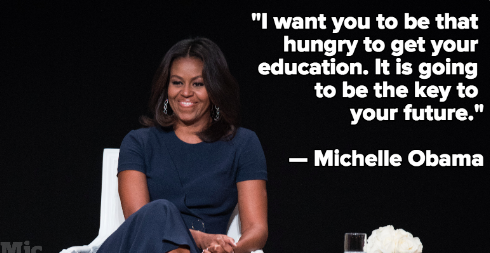 "I want you to be that
hungry to get your
education. It is going
to be the key to
your future."
— Michelle Obama
Mic